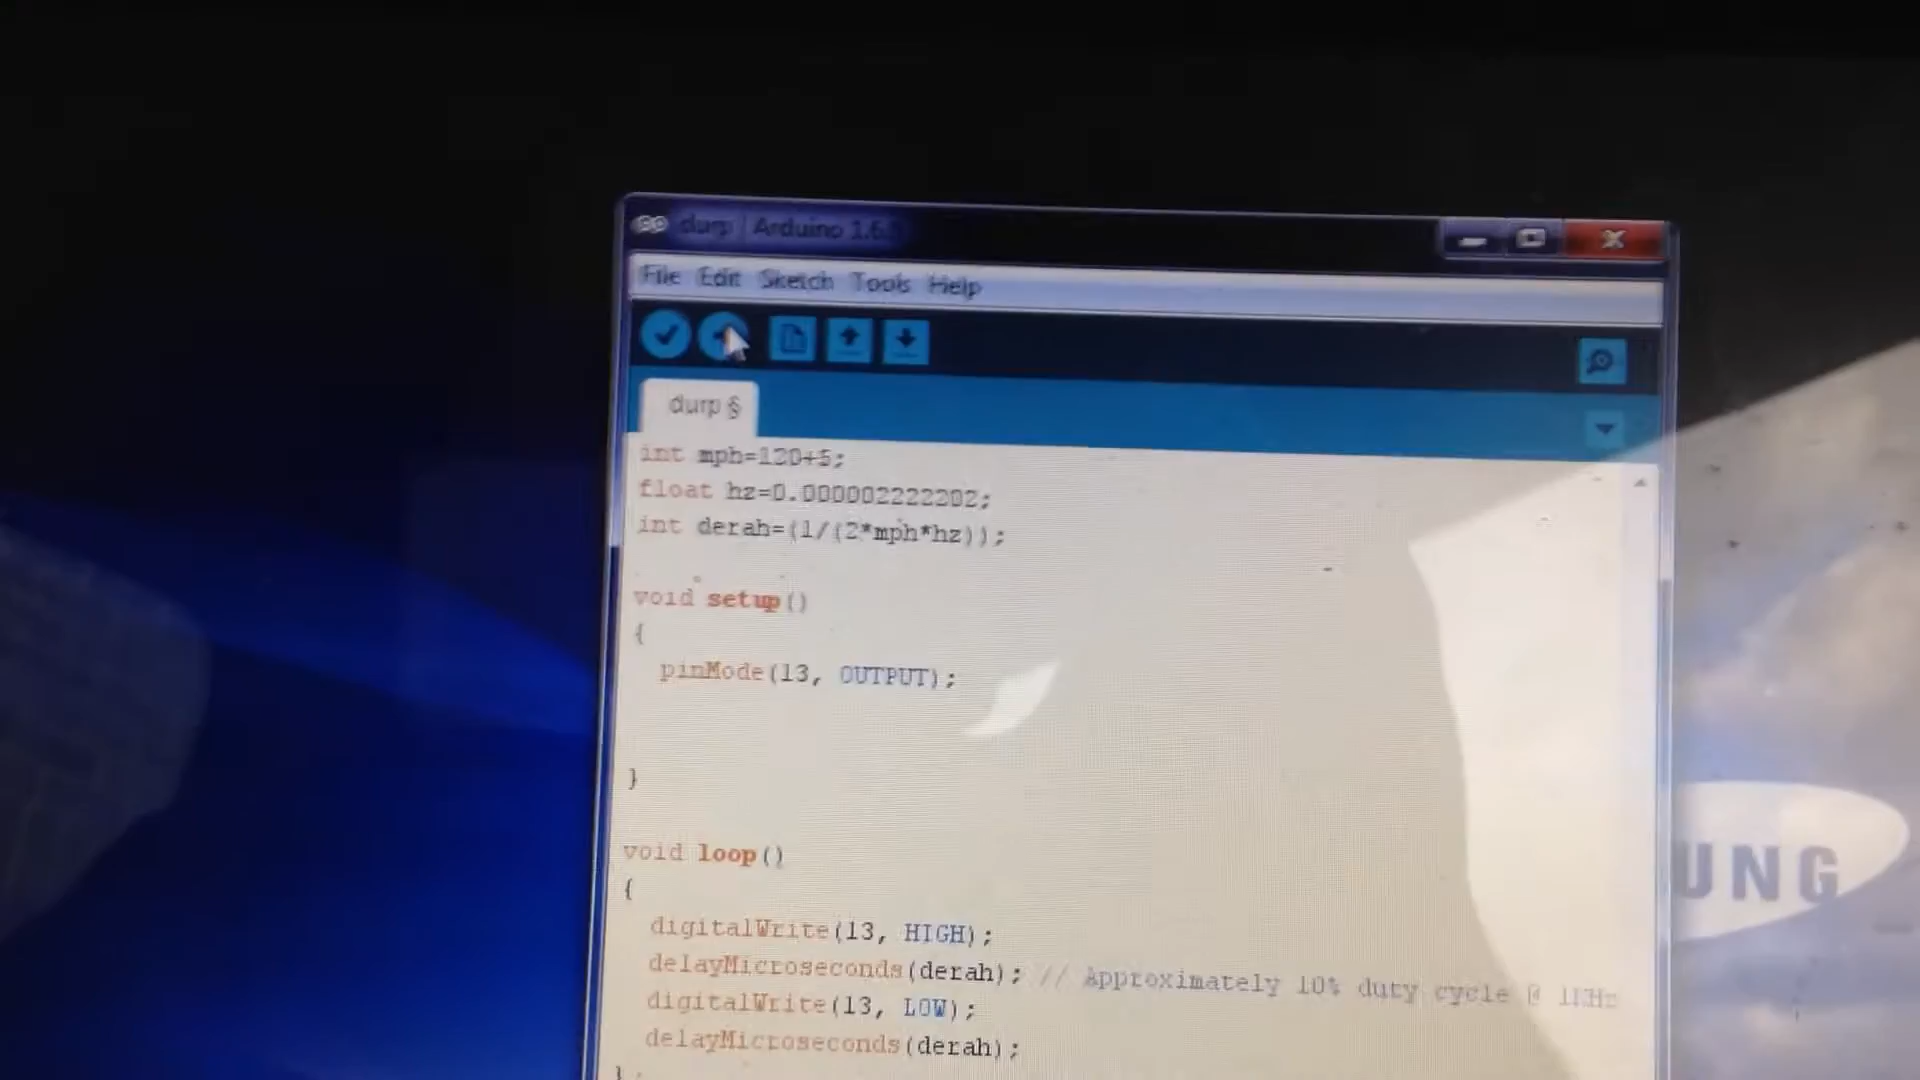 durp | Arduino 1.6.
File Edit Sketch Tools Help
durp §
int mph=120+5;
float hz=0.000002222202;
int derah=(1/(2*mph*hz));
void setup()
{
pinMode(13, OUTPUT);
}
void loop()
{
digitalWrite(13, HIGH);
delayMicroseconds(derah); // Approximately 10% duty cycle @ 1KHz
digitalWrite(13, LOW);
delayMicroseconds(derah);
}
UNG